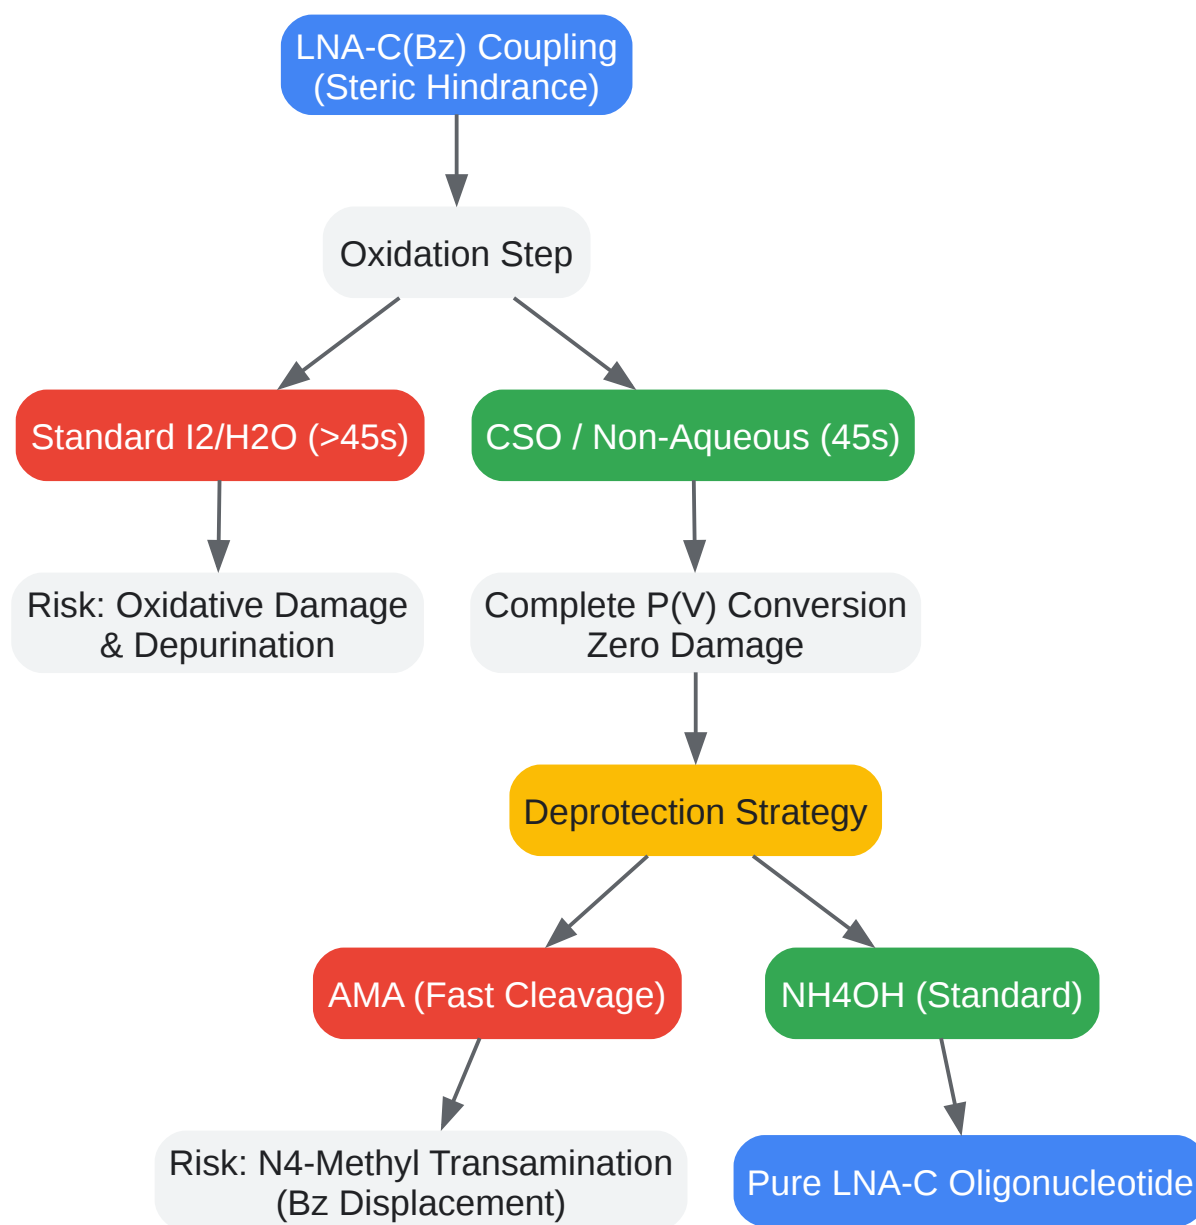 LNA-C(Bz) Coupling
(Steric Hindrance)
Oxidation Step
Standard I2/H2O (>45s)
CSO / Non-Aqueous (45s)
Risk: Oxidative Damage
& Depurination
Complete P(V) Conversion
Zero Damage
Deprotection Strategy
AMA (Fast Cleavage)
NH4OH (Standard)
Risk: N4-Methyl Transamination
(Bz Displacement)
Pure LNA-C Oligonucleotide